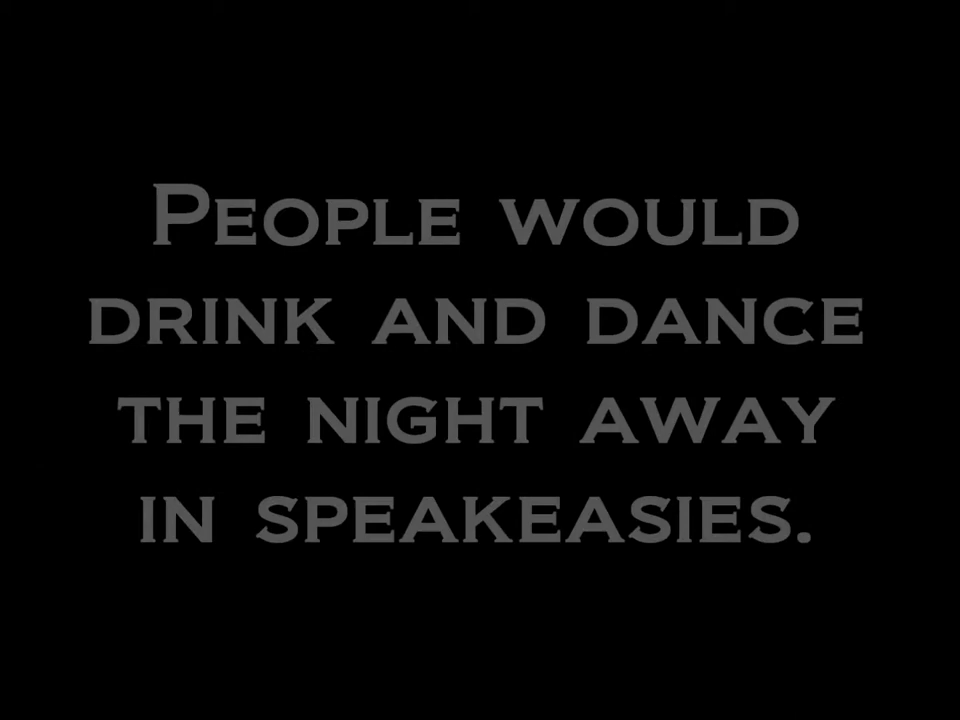 People would
drink and dance
the night away
in speakeasies.